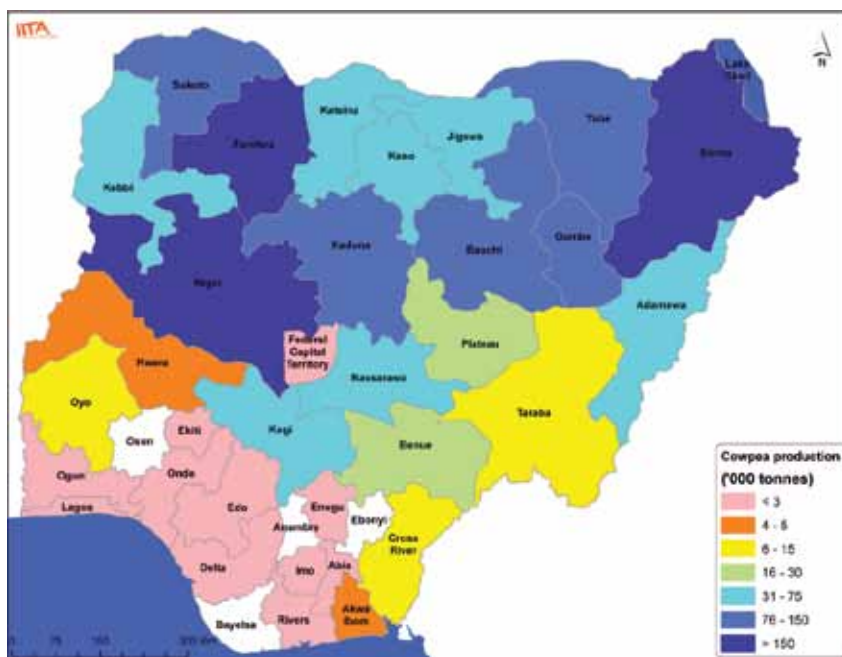 IITA
N
Lake
Sokoto
Katsina
Yobe
Zamfara
Jigawa
Kano
Borno
Kebbi
Gombe
Kaduna
Bauchi
Niger
Adamawa
Federal
Capital
Territory
Plateau
Kwara
Nassarawa
Oyo
Taraba
Osun
Ekiti
Kogi
Benue
Ogun
Ondo
Lagos
Edo
Enugu
Anambra
Ebonyi
Cross
River
Delta
Imo
Abia
Akwa
Ibom
Rivers
Bayelsa
Cowpea production
('000 tonnes)
< 3
4 - 5
6 - 15
16 - 30
31 - 75
76 - 150
> 150
75
150